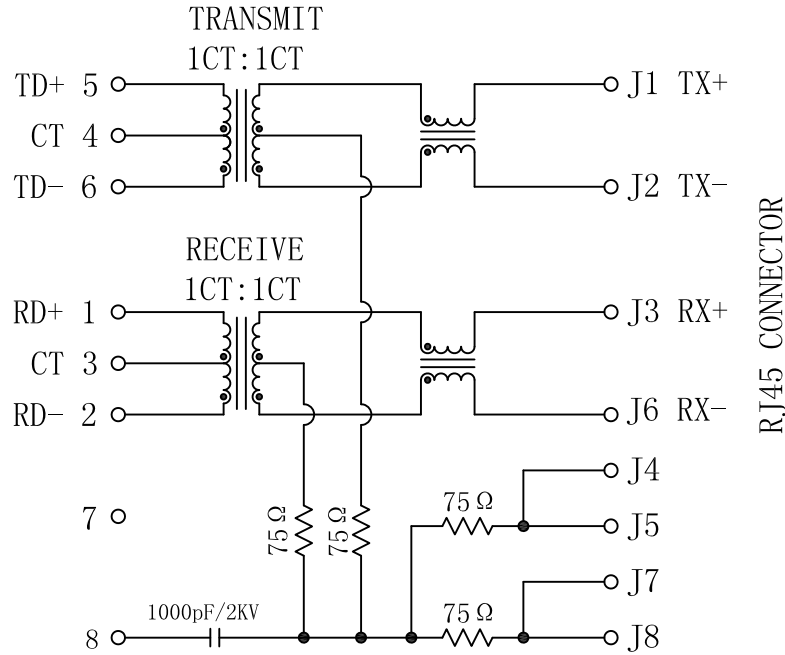 TRANSMIT
1CT:1CT
TD+ 5
J1 TX+
CT 4
TD- 6
J2 TX-
RECEIVE
1CT:1CT
RD+ 1
J3 RX+
CT 3
RD- 2
J6 RX-
RJ45 CONNECTOR
J4
7
75Ω
75Ω
75Ω
J5
J7
1000pF/2KV
75Ω
8
J8